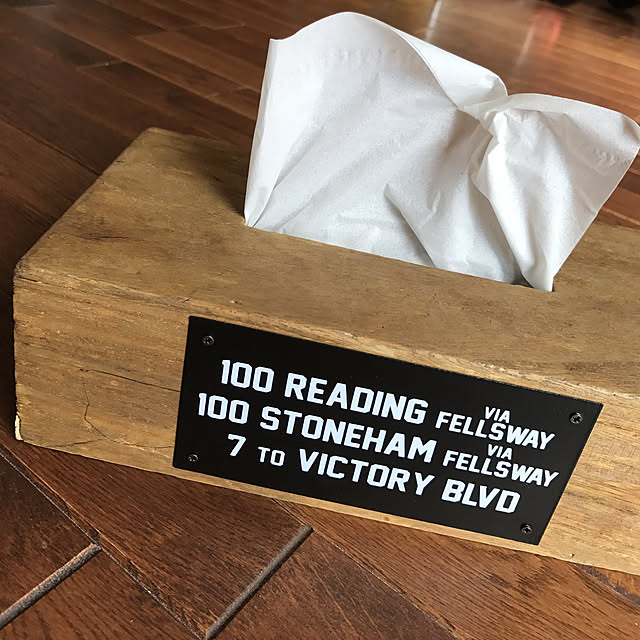 100 READING VIA FELLSWAY
100 STONEHAM VIA FELLSWAY
7 TO VICTORY BLVD